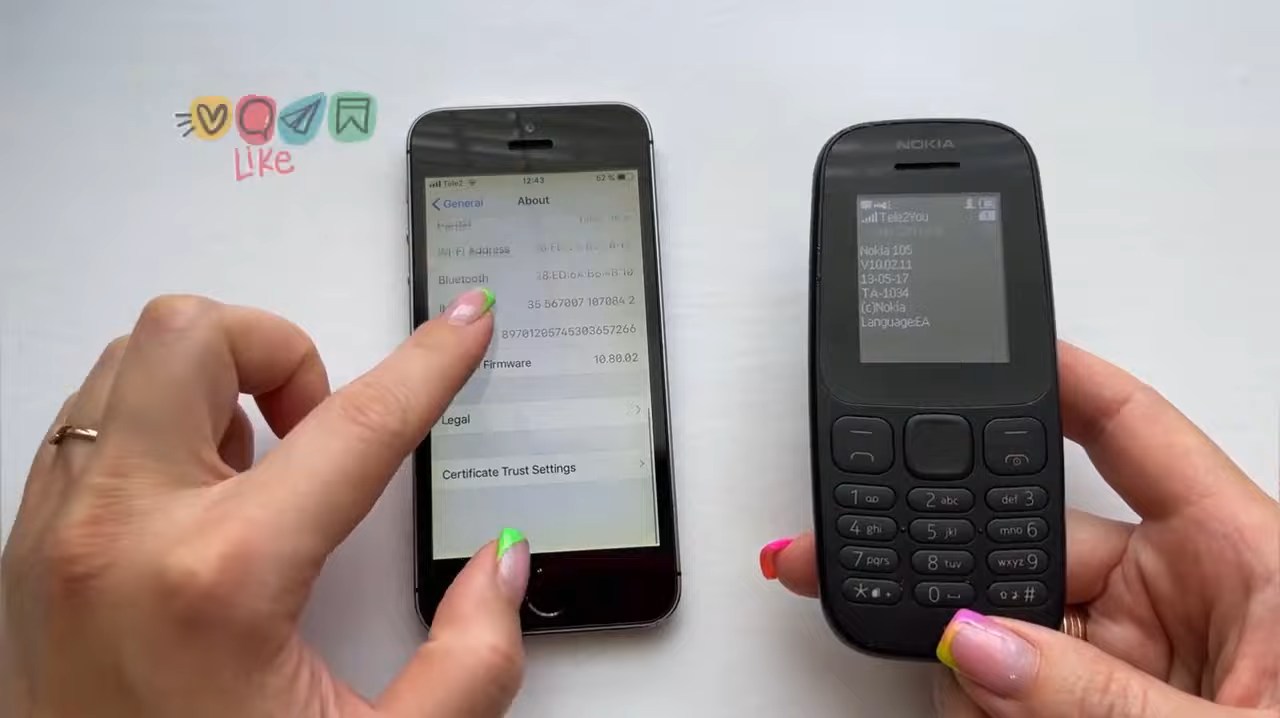 LIKE
Tele2
12:43
62 %
General
About
Wi-Fi Address
Bluetooth
35 567007 107084 2
89701205745303657266
Firmware
10.80.02
Legal
Certificate Trust Settings
NOKIA
Tele2You
Nokia 105
V10.02.11
13-05-17
TA-1034
(c)Nokia
Language:EA
1
2 abc
def 3
4 ghi
5 jkl
mno 6
7 pqrs
8 tuv
wxyz 9
* +
0
#